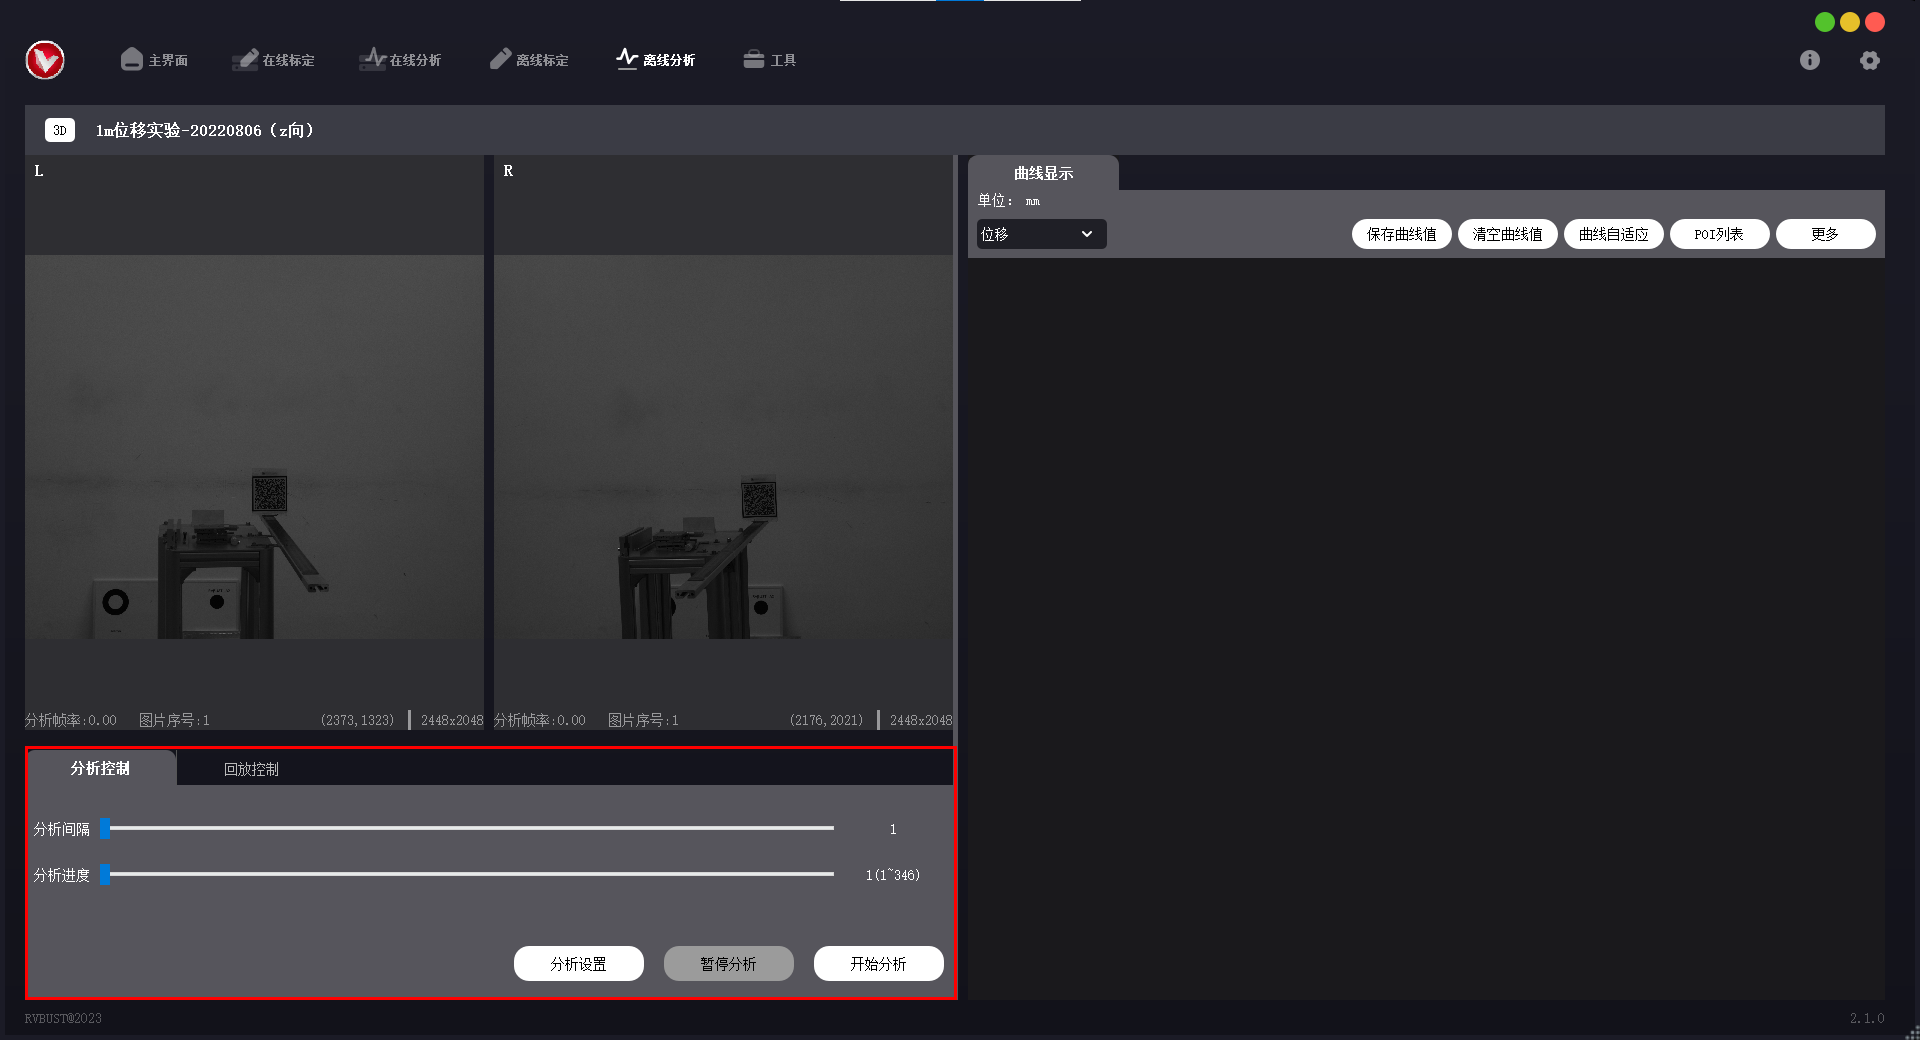 主界面 在线标定 在线分析 离线标定 离线分析 工具
3D 1m位移实验-20220806（z向）
L
R
分析帧率:0.00 图片序号:1 (2373,1323) 2448x2048
分析帧率:0.00 图片序号:1 (2176,2021) 2448x2048
分析控制 回放控制
分析间隔 1
分析进度 1(1~346)
分析设置 暂停分析 开始分析
曲线显示
单位： mm
位移 保存曲线值 清空曲线值 曲线自适应 POI列表 更多
RVBUST@2023
2.1.0